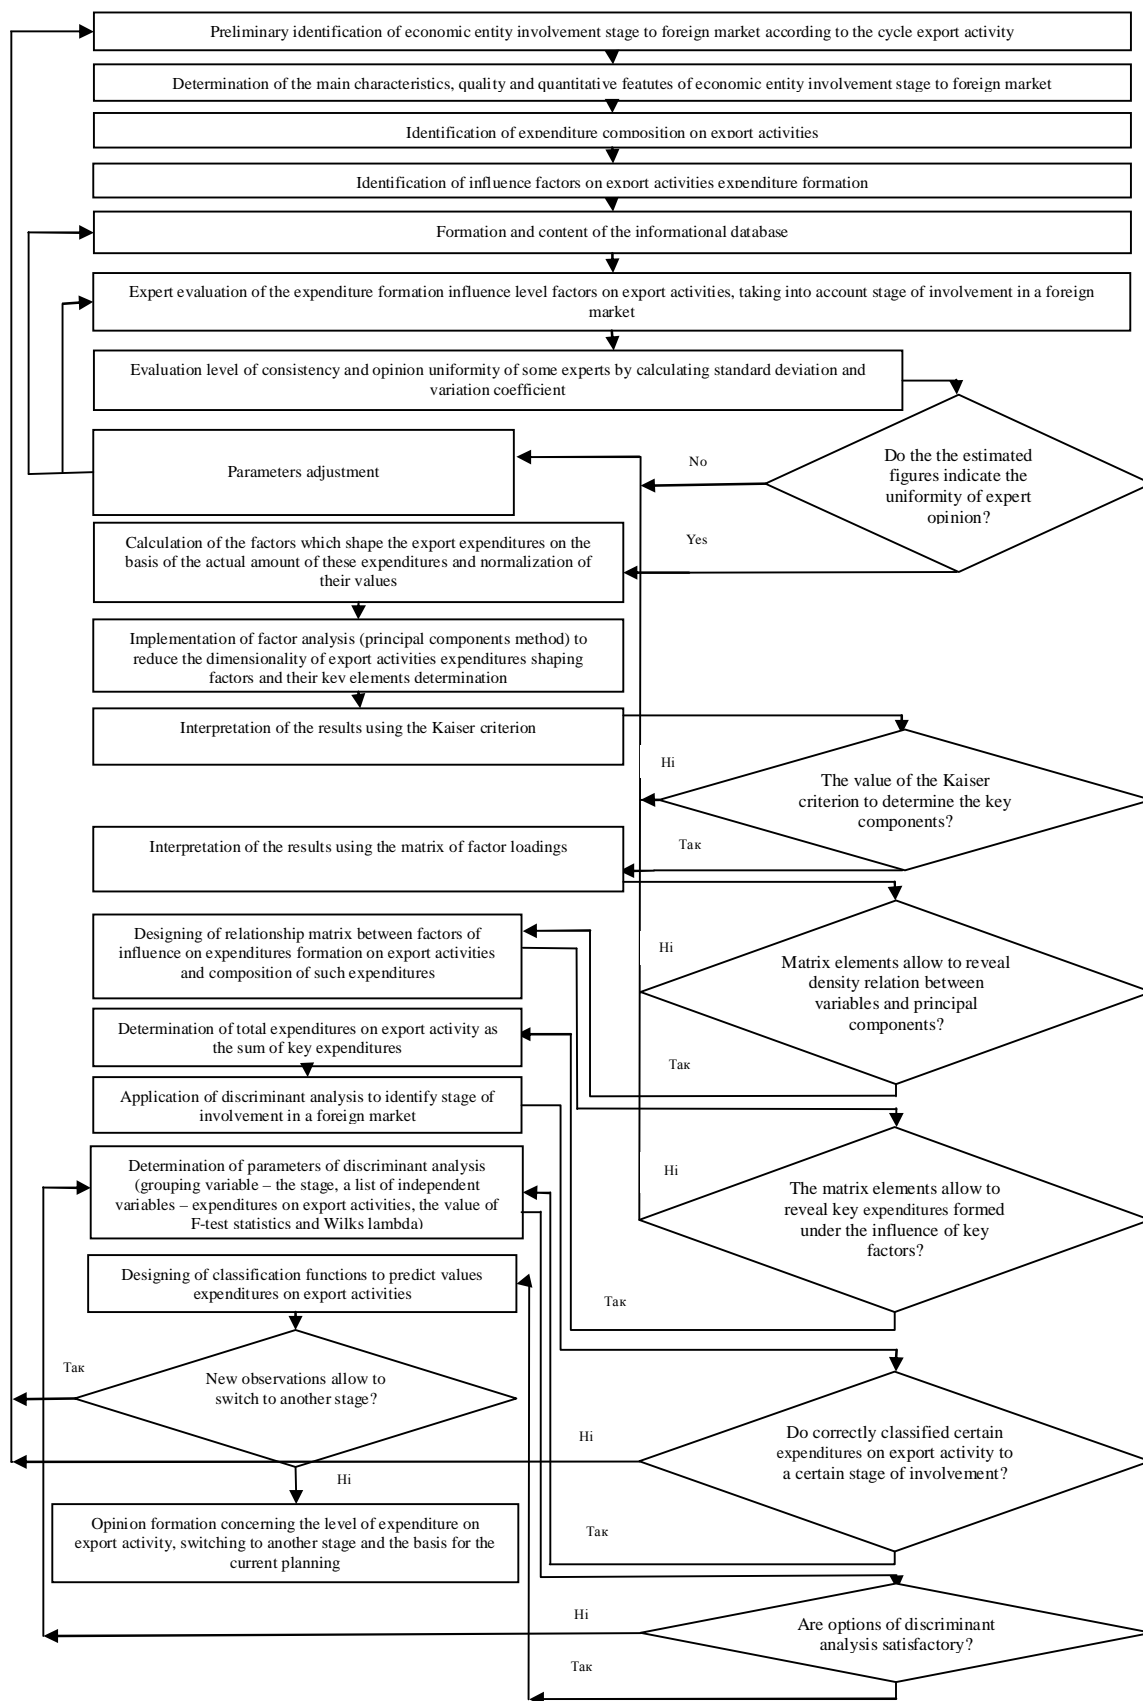 Preliminary identification of economic entity involvement stage to foreign market according to the cycle export activity
Determination of the main characteristics, quality and quantitative featutes of economic entity involvement stage to foreign market
Identification of expenditure composition on export activities
Identification of influence factors on export activities expenditure formation
Formation and content of the informational database
Expert evaluation of the expenditure formation influence level factors on export activities, taking into account stage of involvement in a foreign
market
Evaluation level of consistency and opinion uniformity of some experts by calculating standard deviation and
variation coefficient
Do the the estimated
figures indicate the
uniformity of expert
opinion?
No
Parameters adjustment
Yes
Calculation of the factors which shape the export expenditures on the
basis of the actual amount of these expenditures and normalization of
their values
Implementation of factor analysis (principal components method) to
reduce the dimensionality of export activities expenditures shaping
factors and their key elements determination
Interpretation of the results using the Kaiser criterion
Ні
The value of the Kaiser
criterion to determine the key
components?
Так
Interpretation of the results using the matrix of factor loadings
Designing of relationship matrix between factors of
influence on expenditures formation on export activities
and composition of such expenditures
Ні
Matrix elements allow to reveal
density relation between
variables and principal
components?
Так
Determination of total expenditures on export activity as
the sum of key expenditures
Application of discriminant analysis to identify stage of
involvement in a foreign market
Determination of parameters of discriminant analysis
(grouping variable – the stage, a list of independent
variables – expenditures on export activities, the value of
F-test statistics and Wilks lambda)
Ні
The matrix elements allow to
reveal key expenditures formed
under the influence of key
factors?
Так
Designing of classification functions to predict values
expenditures on export activities
Так
New observations allow to
switch to another stage?
Ні
Ні
Do correctly classified certain
expenditures on export activity to
a certain stage of involvement?
Так
Opinion formation concerning the level of expenditure on
export activity, switching to another stage and the basis for the
current planning
Ні
Are options of discriminant
analysis satisfactory?
Так